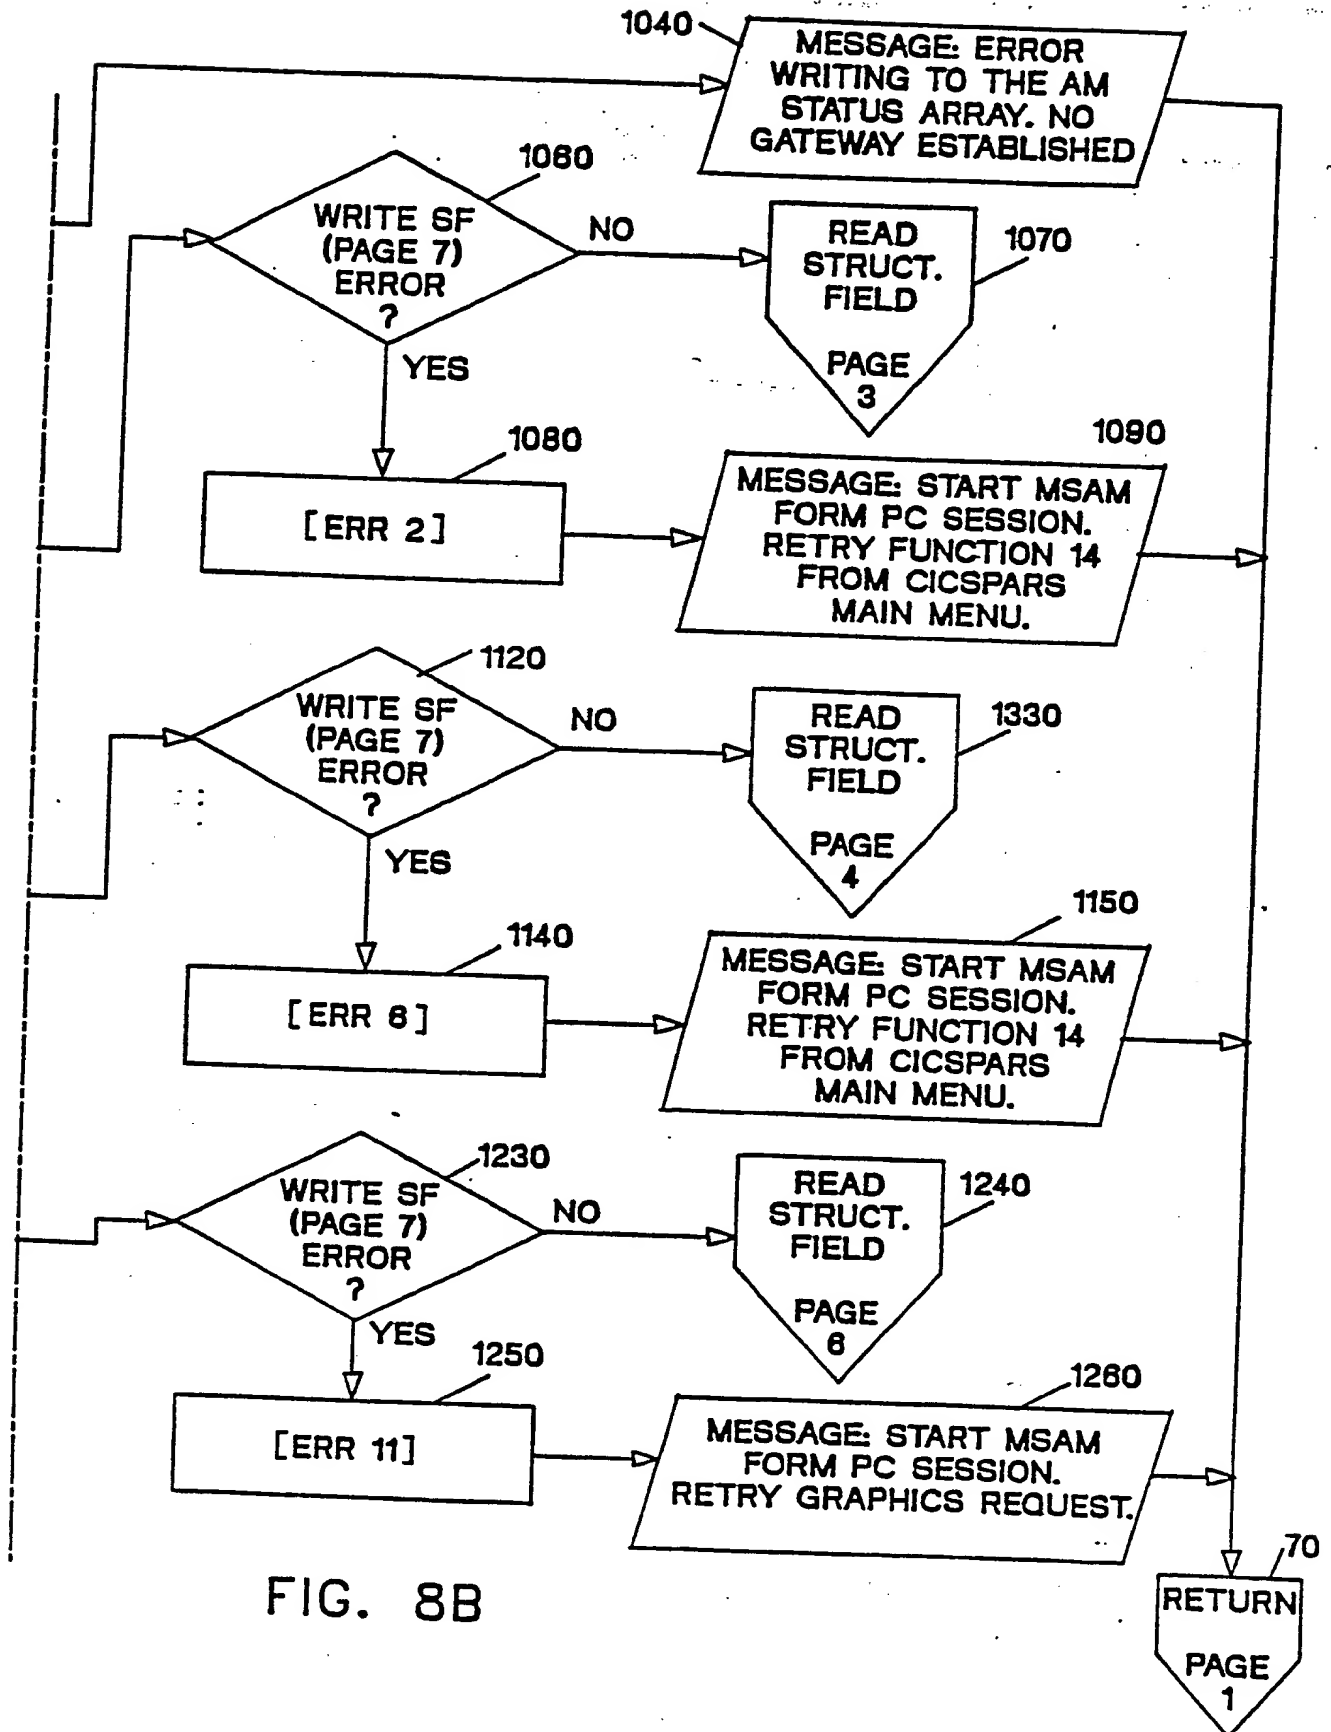 1040
MESSAGE: ERROR
WRITING TO THE AM
STATUS ARRAY. NO
GATEWAY ESTABLISHED
1060
WRITE SF
(PAGE 7)
ERROR
?
NO
YES
READ
STRUCT.
FIELD
PAGE
3
1070
1080
[ERR 2]
1090
MESSAGE: START MSAM
FORM PC SESSION.
RETRY FUNCTION 14
FROM CICSPARS
MAIN MENU.
1120
WRITE SF
(PAGE 7)
ERROR
?
NO
YES
READ
STRUCT.
FIELD
PAGE
4
1330
1140
[ERR 6]
1150
MESSAGE: START MSAM
FORM PC SESSION.
RETRY FUNCTION 14
FROM CICSPARS
MAIN MENU.
1230
WRITE SF
(PAGE 7)
ERROR
?
NO
YES
READ
STRUCT.
FIELD
PAGE
6
1240
1250
[ERR 11]
1260
MESSAGE: START MSAM
FORM PC SESSION.
RETRY GRAPHICS REQUEST.
70
RETURN
PAGE
1
FIG. 8B